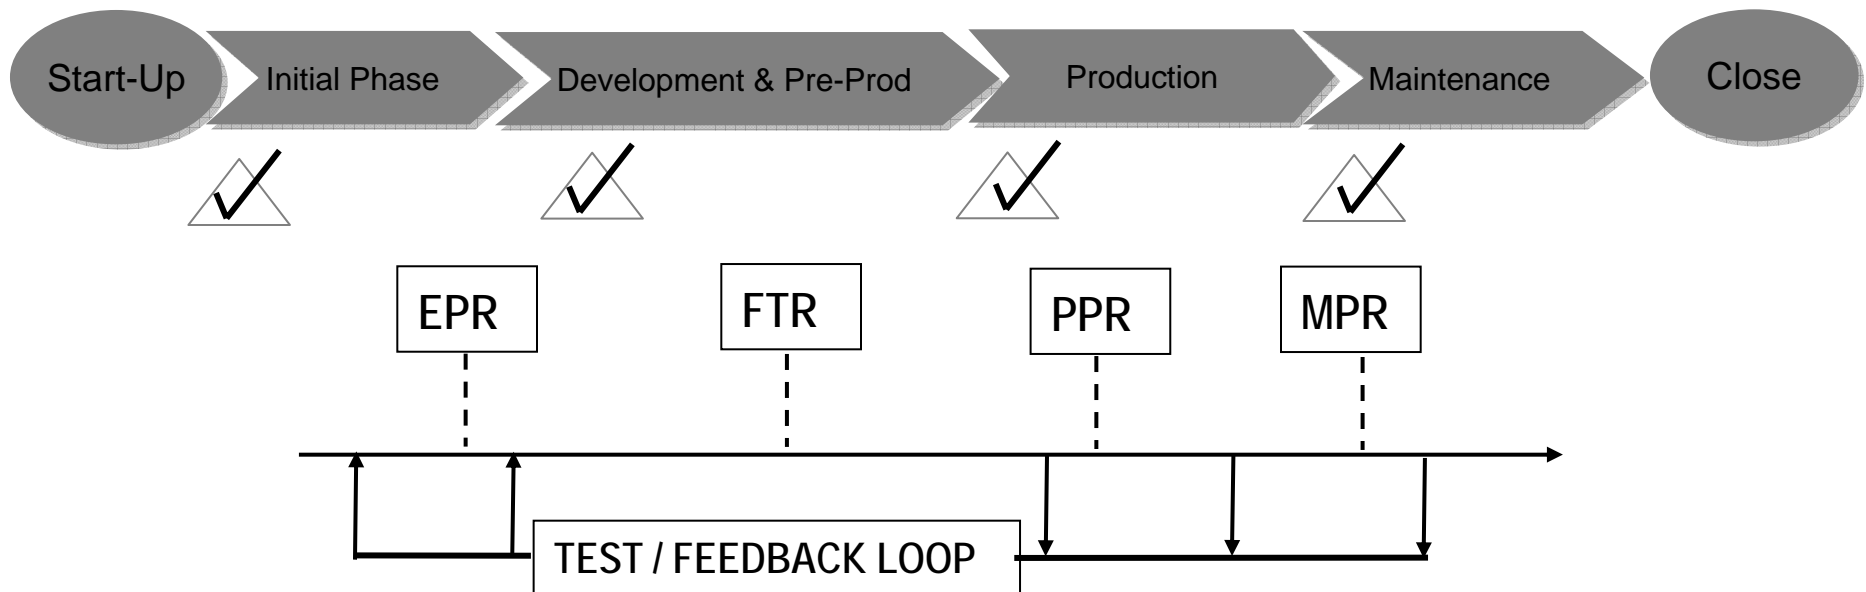 Start-Up
Initial Phase
Development & Pre-Prod
Production
Maintenance
Close
EPR
FTR
PPR
MPR
TEST / FEEDBACK LOOP